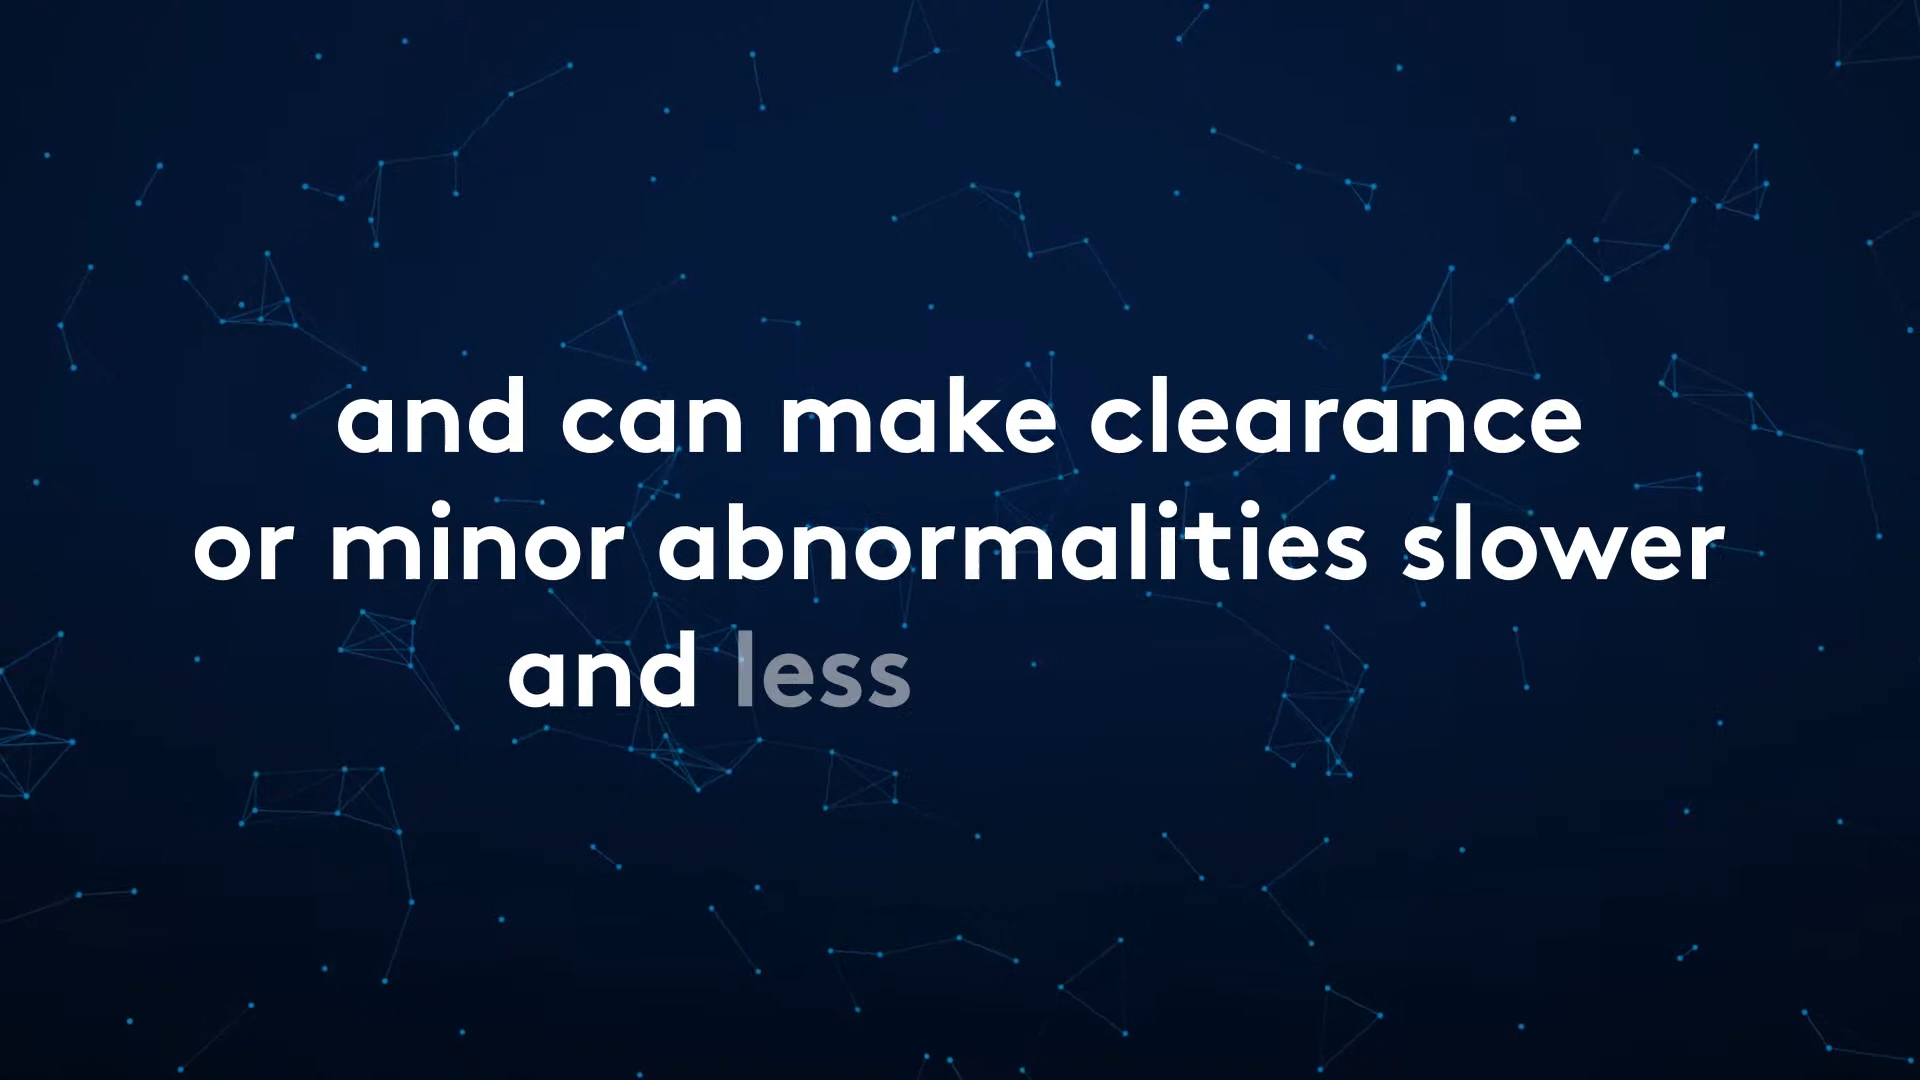 and can make clearance
or minor abnormalities slower
and less